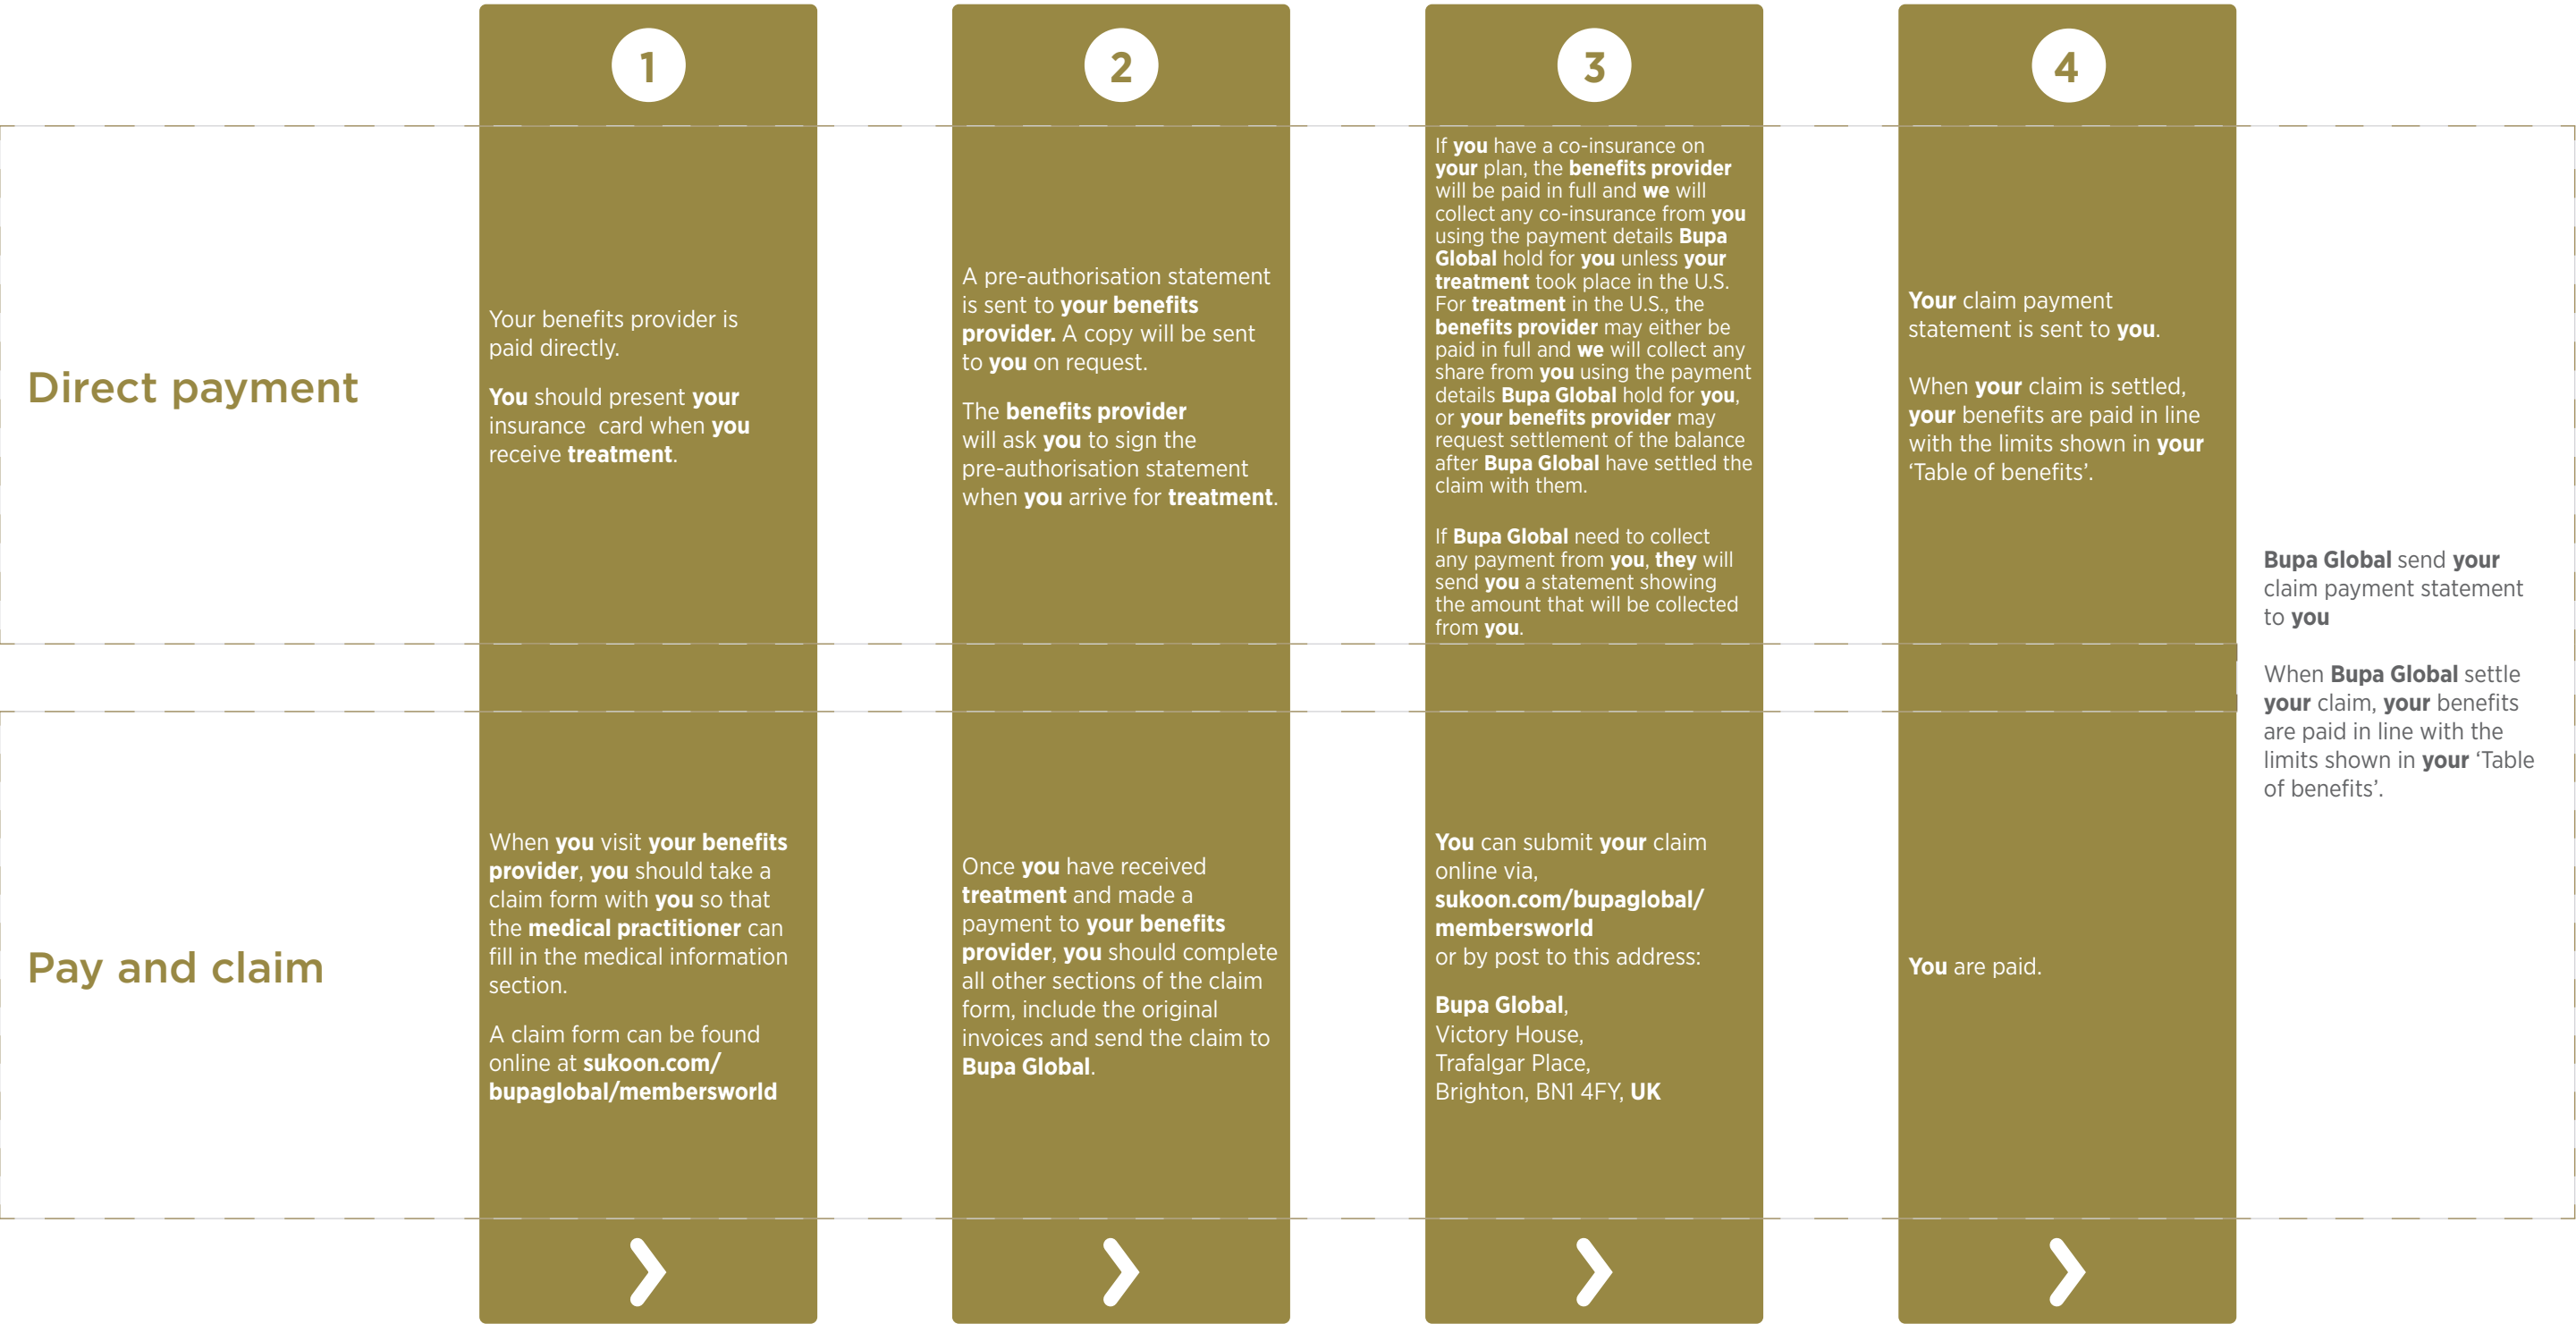 1
2
3
4
Direct payment
Your benefits provider is
paid directly.
You should present your
insurance card when you
receive treatment.
A pre-authorisation statement
is sent to your benefits
provider. A copy will be sent
to you on request.
The benefits provider
will ask you to sign the
pre-authorisation statement
when you arrive for treatment.
If you have a co-insurance on
your plan, the benefits provider
will be paid in full and we will
collect any co-insurance from you
using the payment details Bupa
Global hold for you unless your
treatment took place in the U.S.
For treatment in the U.S., the
benefits provider may either be
paid in full and we will collect any
share from you using the payment
details Bupa Global hold for you,
or your benefits provider may
request settlement of the balance
after Bupa Global have settled the
claim with them.
If Bupa Global need to collect
any payment from you, they will
send you a statement showing
the amount that will be collected
from you.
Your claim payment
statement is sent to you.
When your claim is settled,
your benefits are paid in line
with the limits shown in your
‘Table of benefits’.
Pay and claim
When you visit your benefits
provider, you should take a
claim form with you so that
the medical practitioner can
fill in the medical information
section.
A claim form can be found
online at sukoon.com/
bupaglobal/membersworld
Once you have received
treatment and made a
payment to your benefits
provider, you should complete
all other sections of the claim
form, include the original
invoices and send the claim to
Bupa Global.
You can submit your claim
online via,
sukoon.com/bupaglobal/
membersworld
or by post to this address:
Bupa Global,
Victory House,
Trafalgar Place,
Brighton, BN1 4FY, UK
You are paid.
Bupa Global send your
claim payment statement
to you
When Bupa Global settle
your claim, your benefits
are paid in line with the
limits shown in your ‘Table
of benefits’.